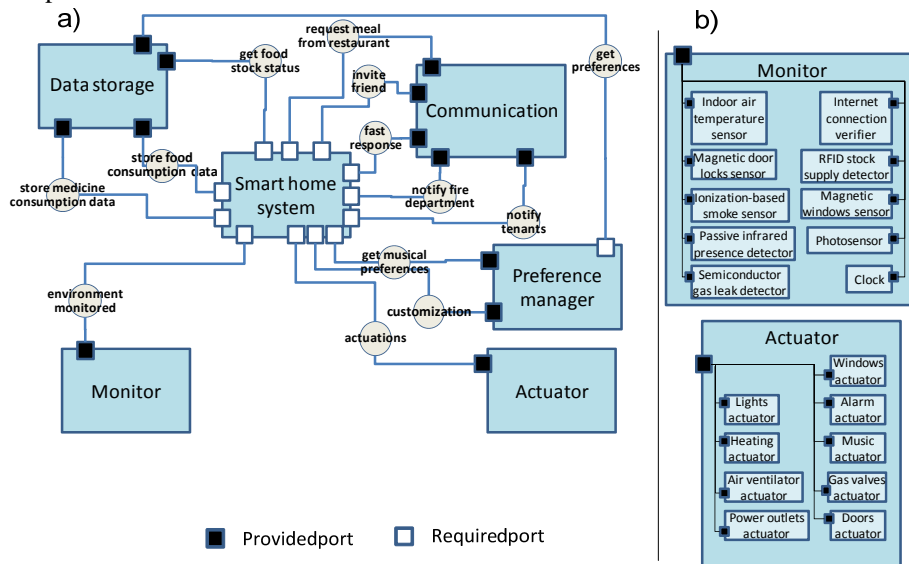 a)
b)
request meal
from restaurant
get food
stock status
get
preferences
Data storage
invite
friend
Communication
fast
response
store food
consumption data
Smart home
system
store medicine
consumption data
notify fire
department
notify
tenants
get musical
preferences
Preference
manager
environment
monitored
customization
actuations
Monitor
Actuator
Providedport
Requiredport
Monitor
Indoor air
temperature
sensor
Internet
connection
verifier
Magnetic door
locks sensor
RFID stock
supply detector
Ionization-based
smoke sensor
Magnetic
windows sensor
Passive infrared
presence detector
Photosensor
Semiconductor
gas leak detector
Clock
Actuator
Windows
actuator
Lights
actuator
Alarm
actuator
Heating
actuator
Music
actuator
Air ventilator
actuator
Gas valves
actuator
Power outlets
actuator
Doors
actuator